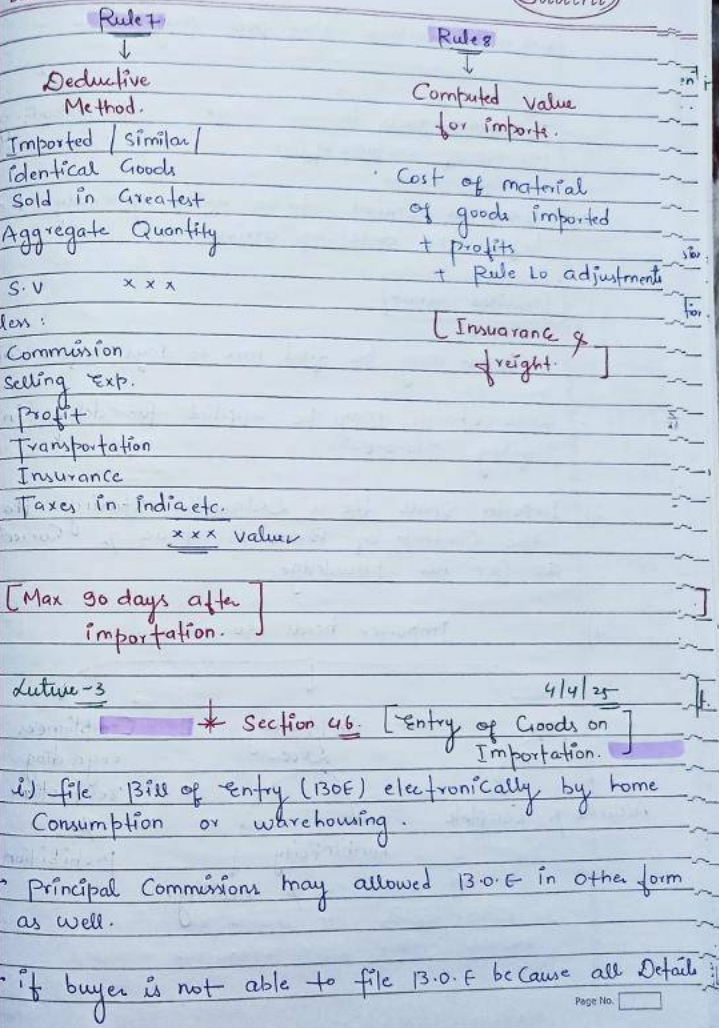 Rule 7
↓
Deductive
Method.
Imported / Similar /
identical Goods
Sold in Greatest
Aggregate Quantity
S.V x x x
less :
Commission
Selling Exp.
Profit
Transportation
Insurance
Taxes in india etc.
x x x value
[Max 90 days after
importation.]
Rule 8
↓
Computed value
for imports.
Cost of material
of goods imported
+ profits
+ Rule 10 adjustments
[Insuarance &
freight.]
Luture-3 4/4/25
* Section 46. [Entry of Goods on
Importation.]
i) file Bill of Entry (BOE) electronically by home
Consumption or warehousing.
Principal Commissions may allowed B.O.E in other form
as well.
if buyer is not able to file B.O.E because all Details
Page No.